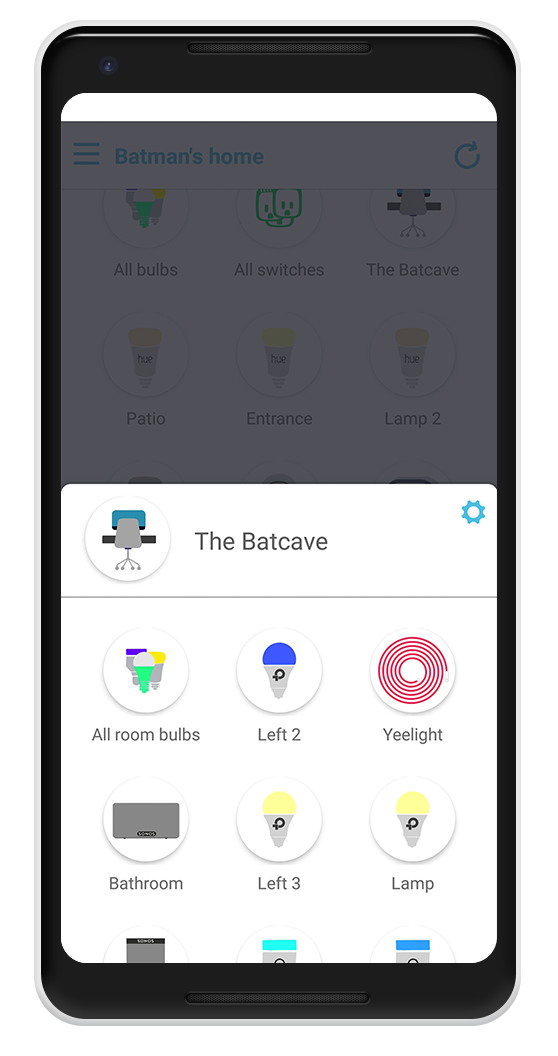 Batman's home
All bulbs
All switches
The Batcave
hue
hue
hue
Patio
Entrance
Lamp 2
The Batcave
All room bulbs
Left 2
Yeelight
SONOS
Bathroom
Left 3
Lamp
SONOS